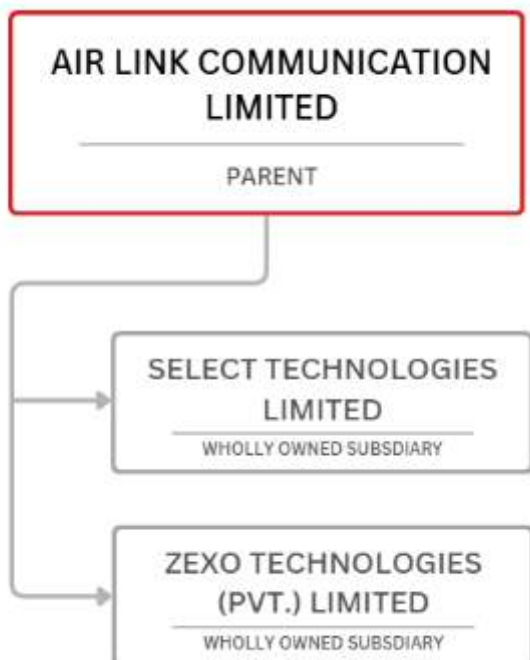 AIR LINK COMMUNICATION
LIMITED
PARENT
SELECT TECHNOLOGIES
LIMITED
WHOLLY OWNED SUBSDIARY
ZEXO TECHNOLOGIES
(PVT.) LIMITED
WHOLLY OWNED SUBSDIARY